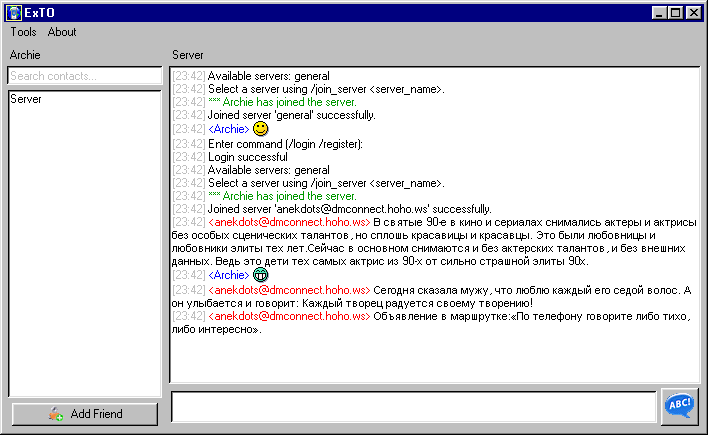 ExTO
Tools About
Archie
Server
Search contacts...
Server
[23:42] Available servers: general
[23:42] Select a server using /join_server <server_name>.
[23:42] *** Archie has joined the server.
[23:42] Joined server 'general' successfully.
[23:42] <Archie>
[23:42] Enter command (/login /register):
[23:42] Login successful
[23:42] Available servers: general
[23:42] Select a server using /join_server <server_name>.
[23:42] *** Archie has joined the server.
[23:42] Joined server 'anekdots@dmconnect.hoho.ws' successfully.
[23:42] <anekdots@dmconnect.hoho.ws> В святые 90-е в кино и сериалах снимались актеры и актрисы
без особых сценических талантов, но сплошь красавицы и красавцы. Это были любовницы и
любовники элиты тех лет.Сейчас в основном снимаются и без актерских талантов, и без внешних
данных. Ведь это дети тех самых актрис из 90-х от сильно страшной элиты 90х.
[23:42] <Archie>
[23:42] <anekdots@dmconnect.hoho.ws> Сегодня сказала мужу, что люблю каждый его седой волос. А
он улыбается и говорит: Каждый творец радуется своему творению!
[23:42] <anekdots@dmconnect.hoho.ws> Объявление в маршрутке:«По телефону говорите либо тихо,
либо интересно».
Add Friend
ABC!